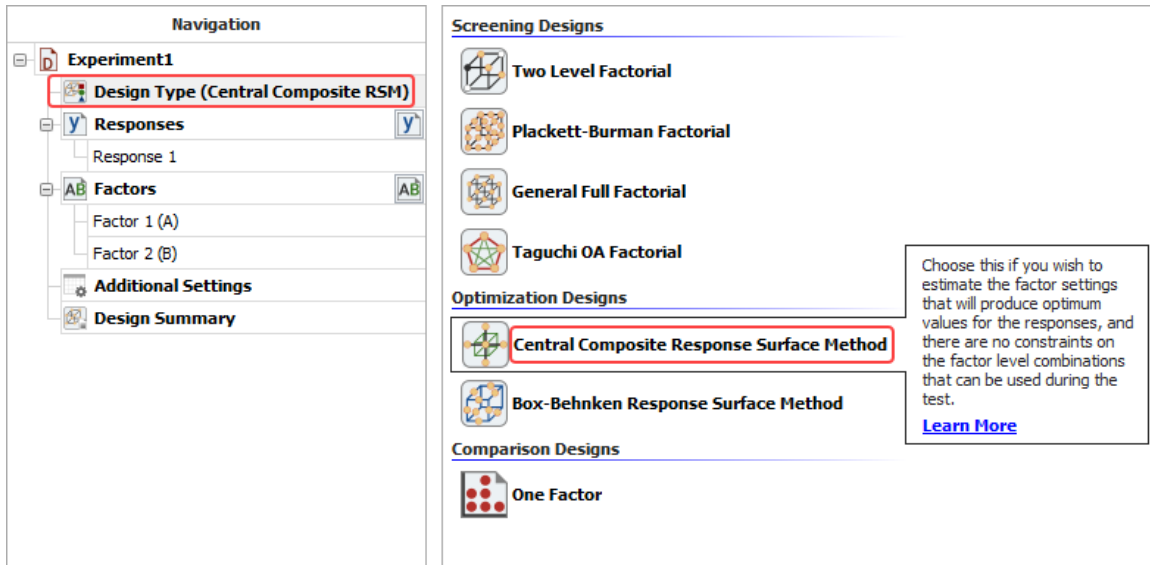 Navigation
Experiment1
Design Type (Central Composite RSM)
Responses
Response 1
Factors
Factor 1 (A)
Factor 2 (B)
Additional Settings
Design Summary
Screening Designs
Two Level Factorial
Plackett-Burman Factorial
General Full Factorial
Taguchi OA Factorial
Optimization Designs
Central Composite Response Surface Method
Box-Behnken Response Surface Method
Comparison Designs
One Factor
Choose this if you wish to
estimate the factor settings
that will produce optimum
values for the responses, and
there are no constraints on
the factor level combinations
that can be used during the
test.
Learn More